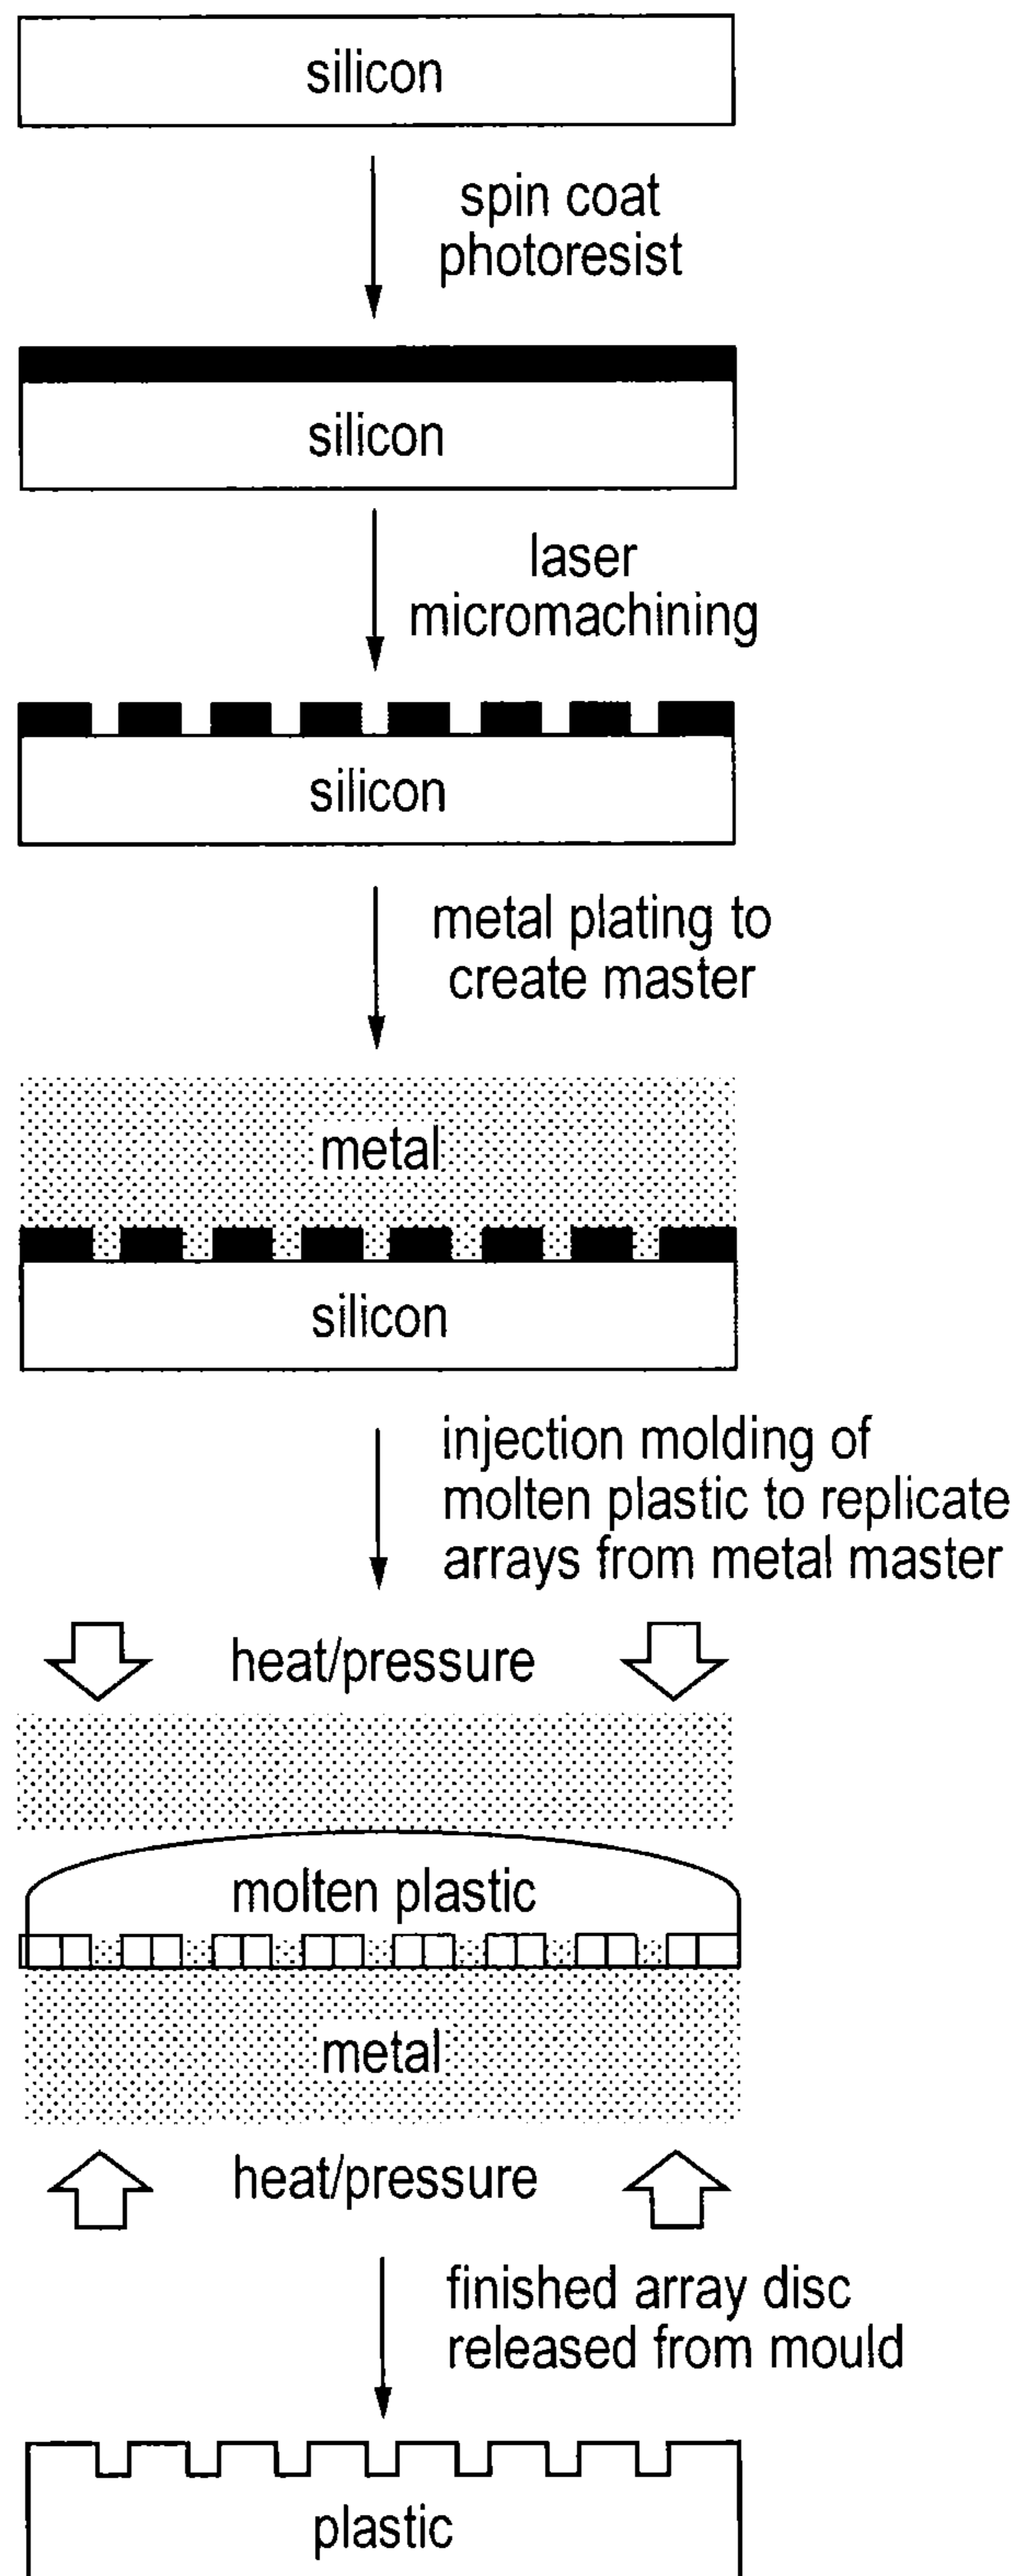 silicon
spin coat
photoresist
silicon
laser
micromachining
silicon
metal plating to
create master
metal
silicon
injection molding of
molten plastic to replicate
arrays from metal master
heat/pressure
molten plastic
metal
heat/pressure
finished array disc
released from mould
plastic